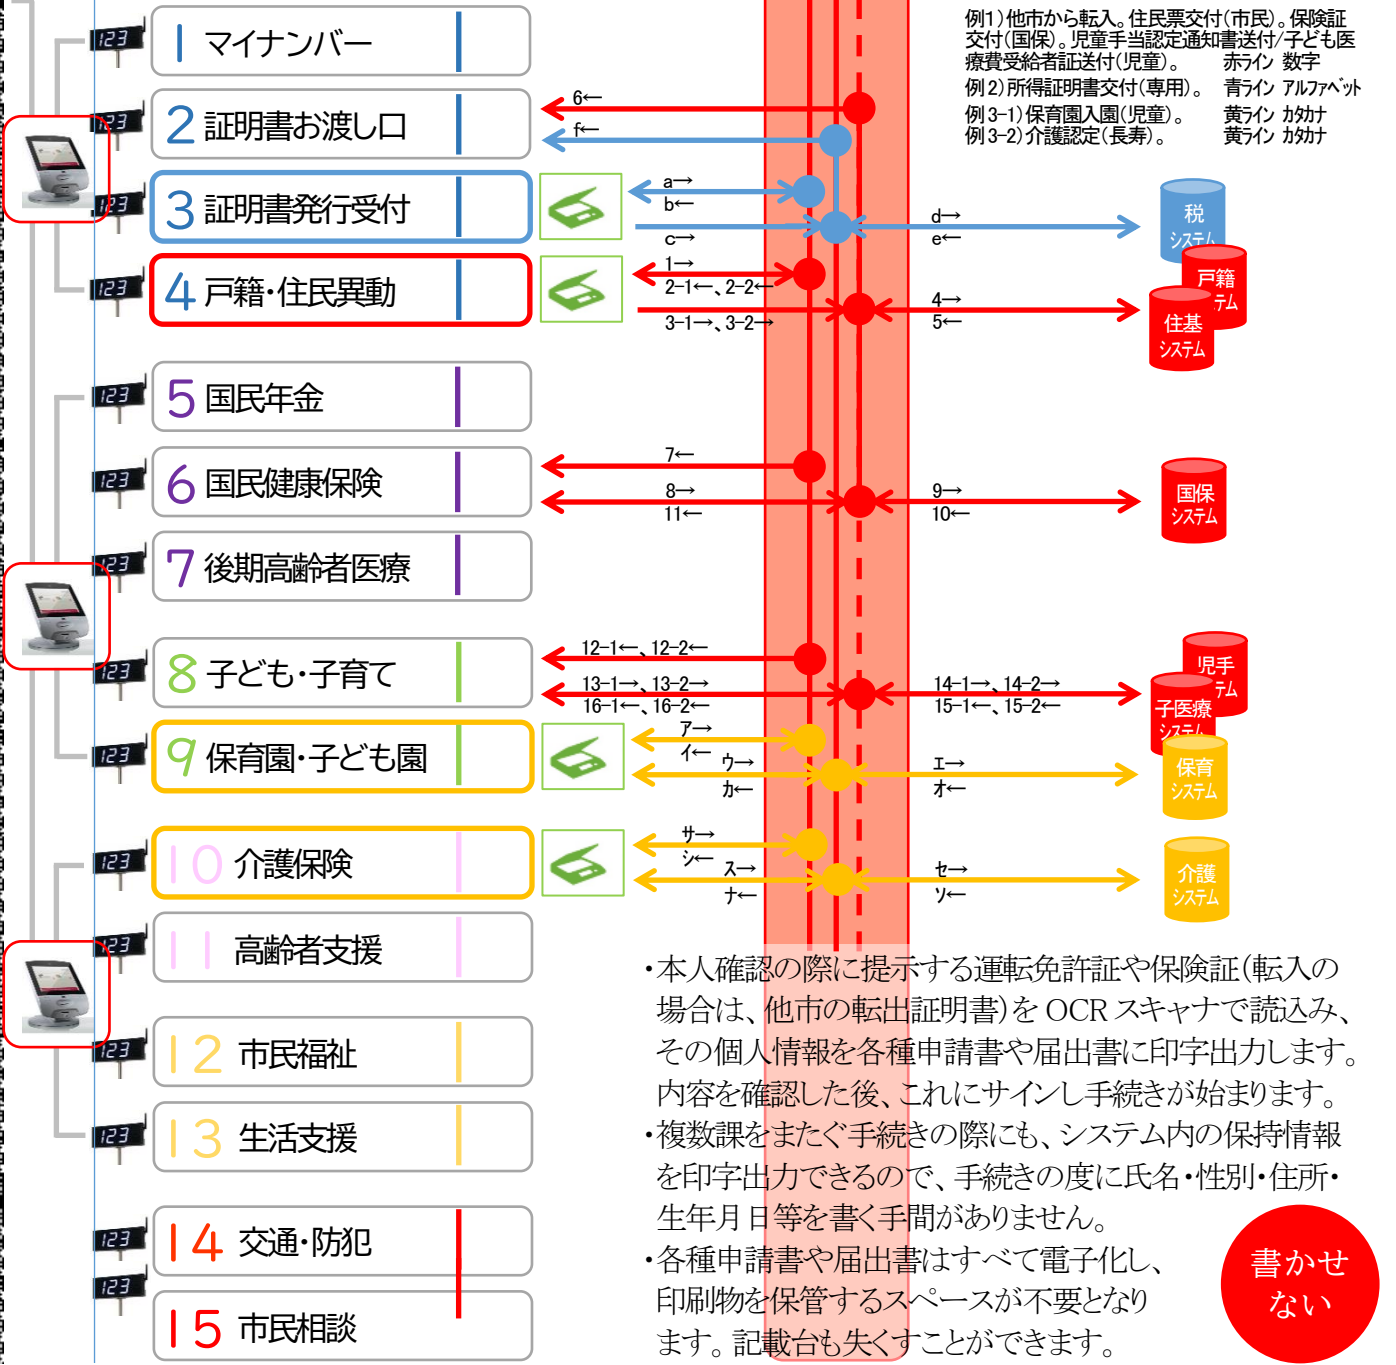 例1）他市から転入。住民票交付（市民）。保険証
交付（国保）。児童手当認定通知書送付/子ども医
療費受給者証送付（児童）。 赤ライン 数字
例2）所得証明書交付（専用）。 青ライン アルファベット
例3-1）保育園入園（児童）。 黄ライン カタカナ
例3-2）介護認定（長寿）。 黄ライン カタカナ
123
1 マイナンバー
123
2 証明書お渡し口
6←
f←
123
3 証明書発行受付
a→
b←
c→
d→
e←
税
システム
123
4 戸籍・住民異動
1→
2-1←、2-2←
3-1→、3-2→
4→
5←
戸籍
テム
住基
システム
123
5 国民年金
123
6 国民健康保険
7←
8→
11←
9→
10←
国保
システム
123
7 後期高齢者医療
123
8 子ども・子育て
12-1←、12-2←
13-1→、13-2→
16-1←、16-2←
14-1→、14-2→
15-1←、15-2←
児手
テム
子医療
システム
123
9 保育園・子ども園
ア→
イ←
ウ→
カ←
エ→
オ←
保育
システム
123
10 介護保険
サ→
シ←
ス→
ナ←
セ→
ソ←
介護
システム
123
11 高齢者支援
123
12 市民福祉
123
13 生活支援
123
14 交通・防犯
123
15 市民相談
・本人確認の際に提示する運転免許証や保険証（転入の
場合は、他市の転出証明書）を OCR スキャナで読込み、
その個人情報を各種申請書や届出書に印字出力します。
内容を確認した後、これにサインし手続きが始まります。
・複数課をまたぐ手続きの際にも、システム内の保持情報
を印字出力できるので、手続きの度に氏名・性別・住所・
生年月日等を書く手間がありません。
・各種申請書や届出書はすべて電子化し、
印刷物を保管するスペースが不要となり
ます。記載台も失くすことができます。
書かせ
ない